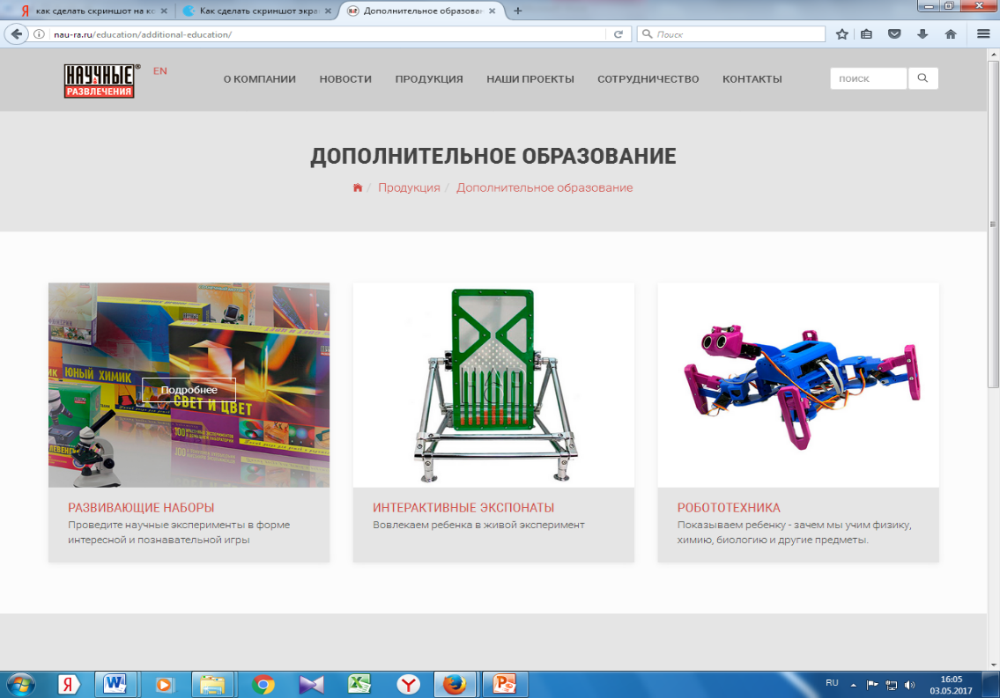 как сделать скриншот на ко
Как сделать скриншот экра
Дополнительное образован
nau-ra.ru/education/additional-education/
Поиск
НАУЧНЫЕ®
РАЗВЛЕЧЕНИЯ
EN
О КОМПАНИИ
НОВОСТИ
ПРОДУКЦИЯ
НАШИ ПРОЕКТЫ
СОТРУДНИЧЕСТВО
КОНТАКТЫ
поиск
ДОПОЛНИТЕЛЬНОЕ ОБРАЗОВАНИЕ
/ Продукция / Дополнительное образование
ЮНЫЙ ХИМИК
Подробнее
СВЕТ И ЦВЕТ
РАЗВИВАЮЩИЕ НАБОРЫ
Проведите научные эксперименты в форме
интересной и познавательной игры
ИНТЕРАКТИВНЫЕ ЭКСПОНАТЫ
Вовлекаем ребенка в живой эксперимент
РОБОТОТЕХНИКА
Показываем ребенку - зачем мы учим физику,
химию, биологию и другие предметы.
RU
16:05
03.05.2017